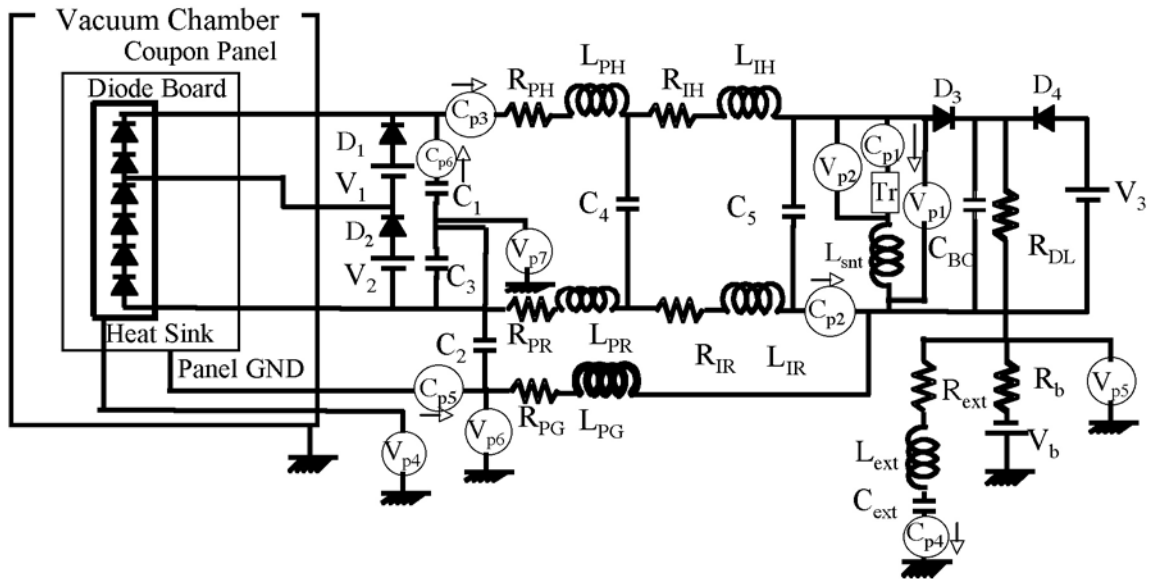 Vacuum Chamber
Coupon Panel
Diode Board
Heat Sink
Panel GND
D1
V1
D2
V2
Cp3
Cp6
C1
C3
Vp7
C2
Cp5
Vp6
Vp4
RPH
LPH
RIH
LIH
C4
C5
RPR
LPR
RIR
LIR
RPG
LPG
Vp2
Cp1
Tr
Vp1
Lsnt
Cp2
D3
D4
CBC
RDL
V3
Rext
Lext
Cext
Cp4
Rb
Vb
Vp5